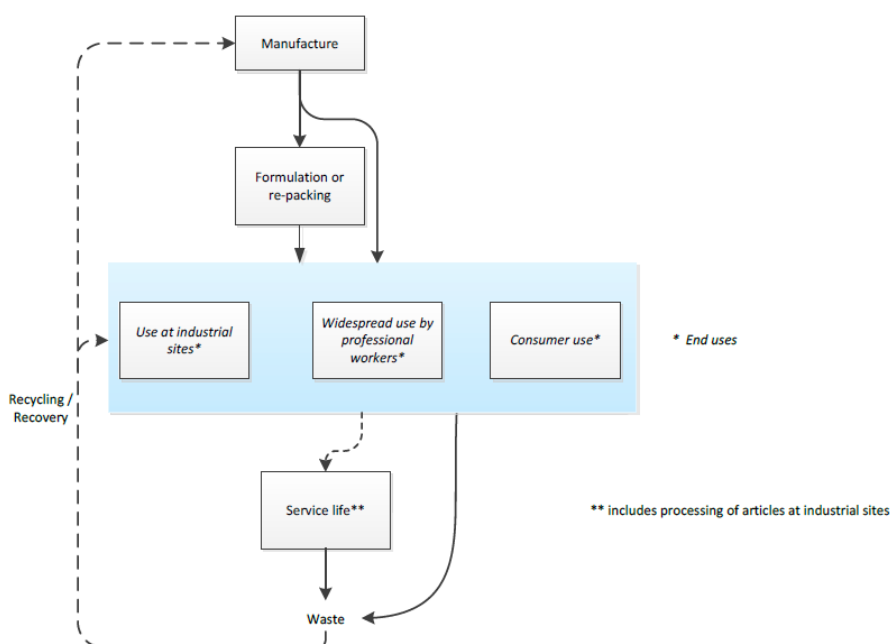 Manufacture
Formulation or
re-packing
Use at industrial
sites*
Widespread use by
professional
workers*
Consumer use*
* End uses
Recycling /
Recovery
Service life**
** includes processing of articles at industrial sites
Waste